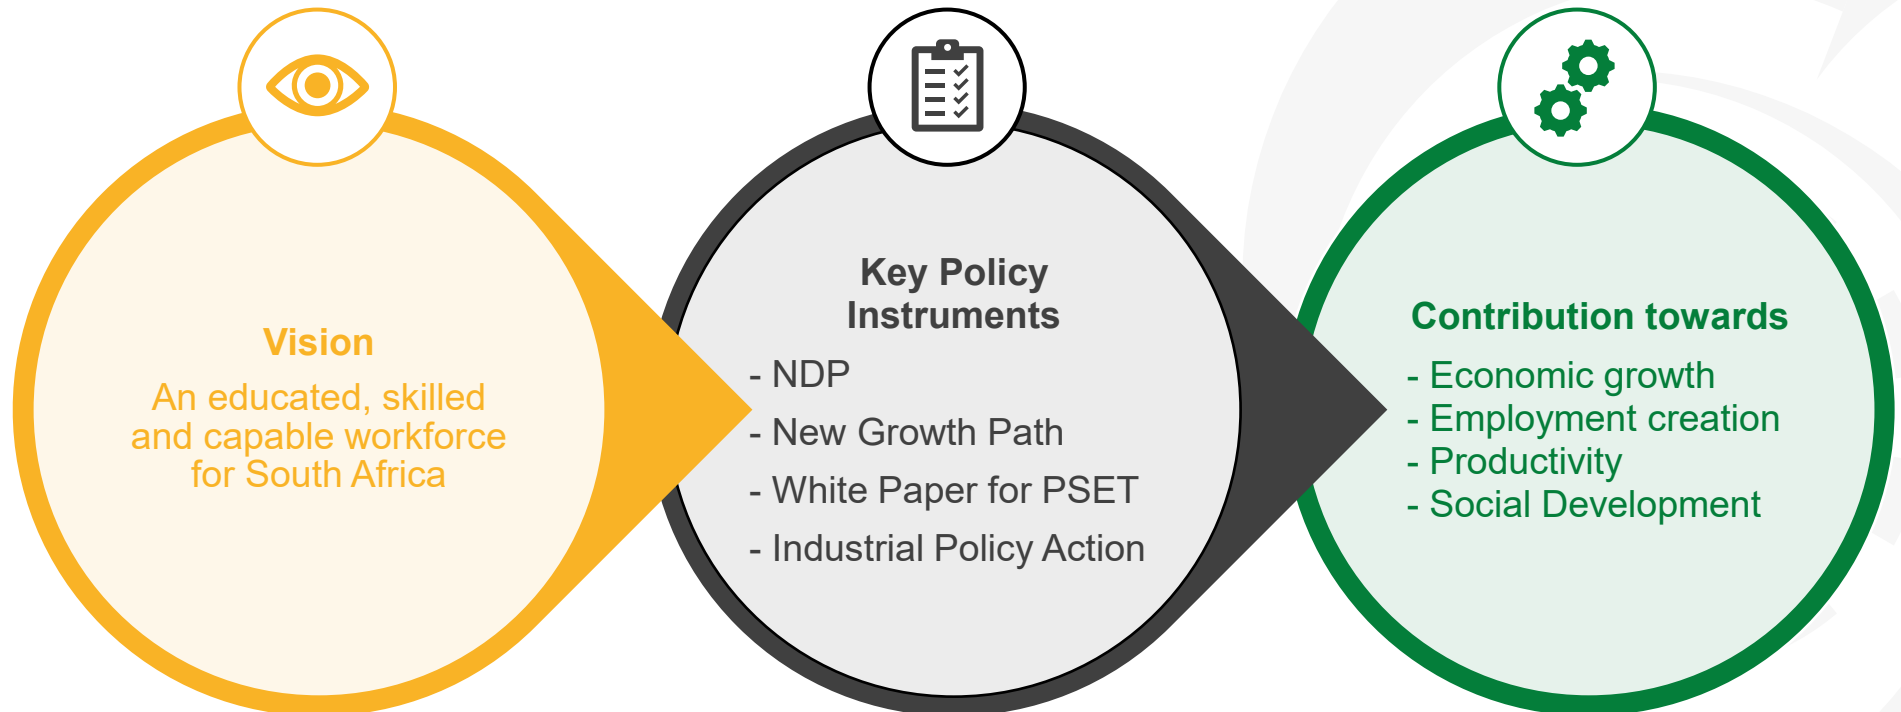 Vision
An educated, skilled
and capable workforce
for South Africa
Key Policy
Instruments
- NDP
- New Growth Path
- White Paper for PSET
- Industrial Policy Action
Contribution towards
- Economic growth
- Employment creation
- Productivity
- Social Development